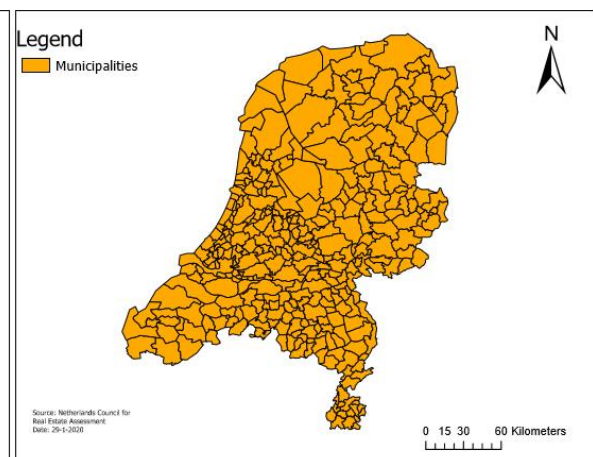 Legend
N
Municipalities
Source: Netherlands Council for
Real Estate Assessment
Date: 29-1-2020
0 15 30 60 Kilometers